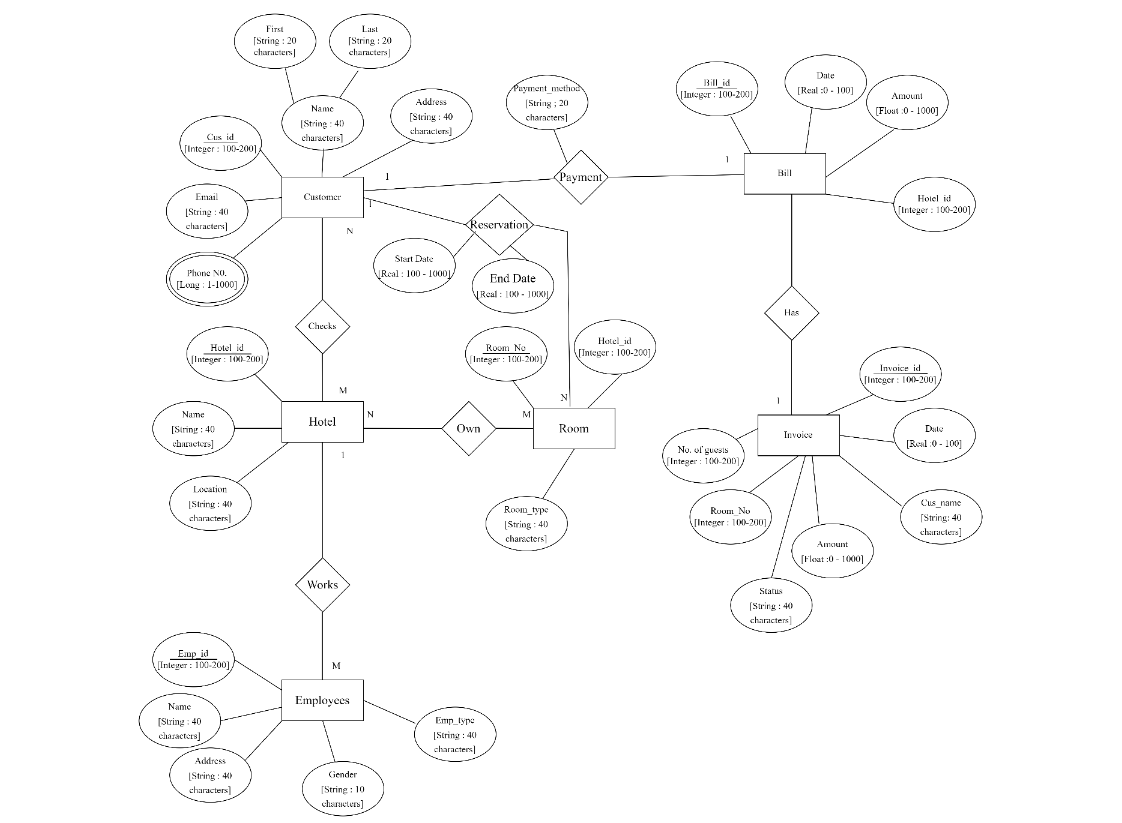 First
[String : 20
characters]
Last
[String : 20
characters]
Name
[String : 40
characters]
Address
[String : 40
characters]
Cus_id
[Integer : 100-200]
Email
[String : 40
characters]
Phone N0.
[Long : 1-1000]
Customer
1
1
N
Payment_method
[String ; 20
characters]
Payment
1
Bill_id
[Integer : 100-200]
Date
[Real :0 - 100]
Amount
[Float :0 - 1000]
Bill
Hotel_id
[Integer : 100-200]
Reservation
Start Date
[Real : 100 - 1000]
End Date
[Real : 100 - 1000]
Checks
Has
Hotel_id
[Integer : 100-200]
Room_No
[Integer : 100-200]
Hotel_id
[Integer : 100-200]
Invoice_id
[Integer : 100-200]
M
N
1
Name
[String : 40
characters]
Hotel
N
Own
M
Room
Invoice
Date
[Real :0 - 100]
No. of guests
[Integer : 100-200]
1
Location
[String : 40
characters]
Room_type
[String : 40
characters]
Room_No
[Integer : 100-200]
Cus_name
[String: 40
characters]
Amount
[Float :0 - 1000]
Status
[String : 40
characters]
Works
M
Emp_id
[Integer : 100-200]
Name
[String : 40
characters]
Employees
Emp_type
[String : 40
characters]
Address
[String : 40
characters]
Gender
[String : 10
characters]